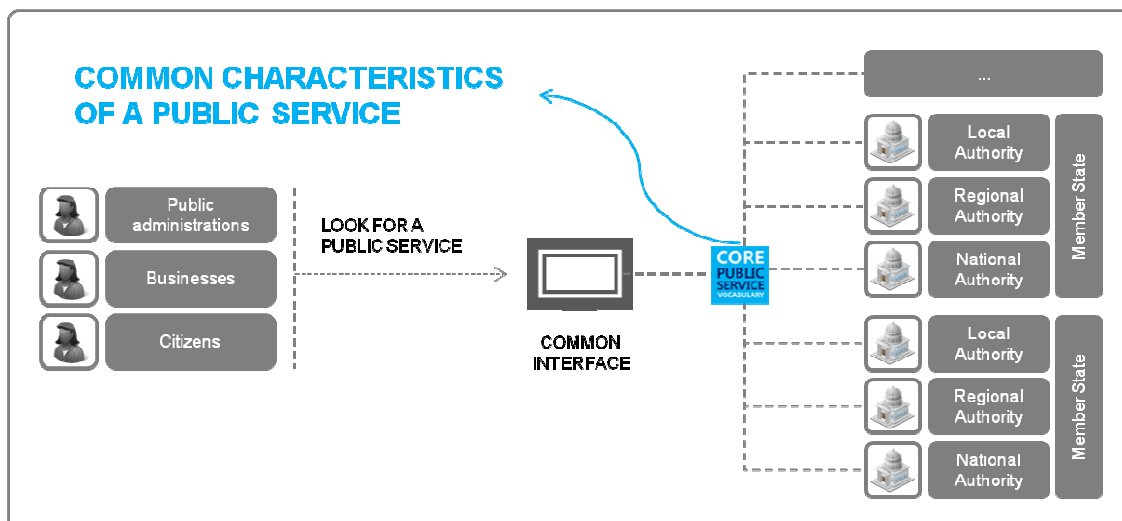 COMMON CHARACTERISTICS
OF A PUBLIC SERVICE
Public
administrations
Businesses
Citizens
LOOK FOR A
PUBLIC SERVICE
COMMON
INTERFACE
CORE
PUBLIC
SERVICE
VOCABULARY
...
Local
Authority
Regional
Authority
National
Authority
Member State
Local
Authority
Regional
Authority
National
Authority
Member State